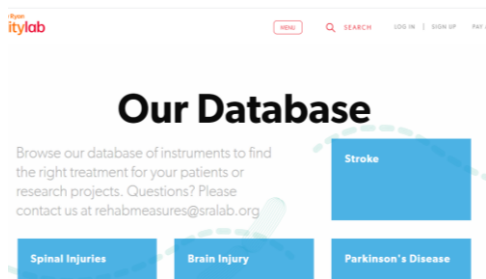 Ryan
itylab
MENU
SEARCH
LOG IN | SIGN UP
PAY
Our Database
Browse our database of instruments to find
the right treatment for your patients or
research projects. Questions? Please
contact us at rehabmeasures@sralab.org
Stroke
Spinal Injuries
Brain Injury
Parkinson's Disease